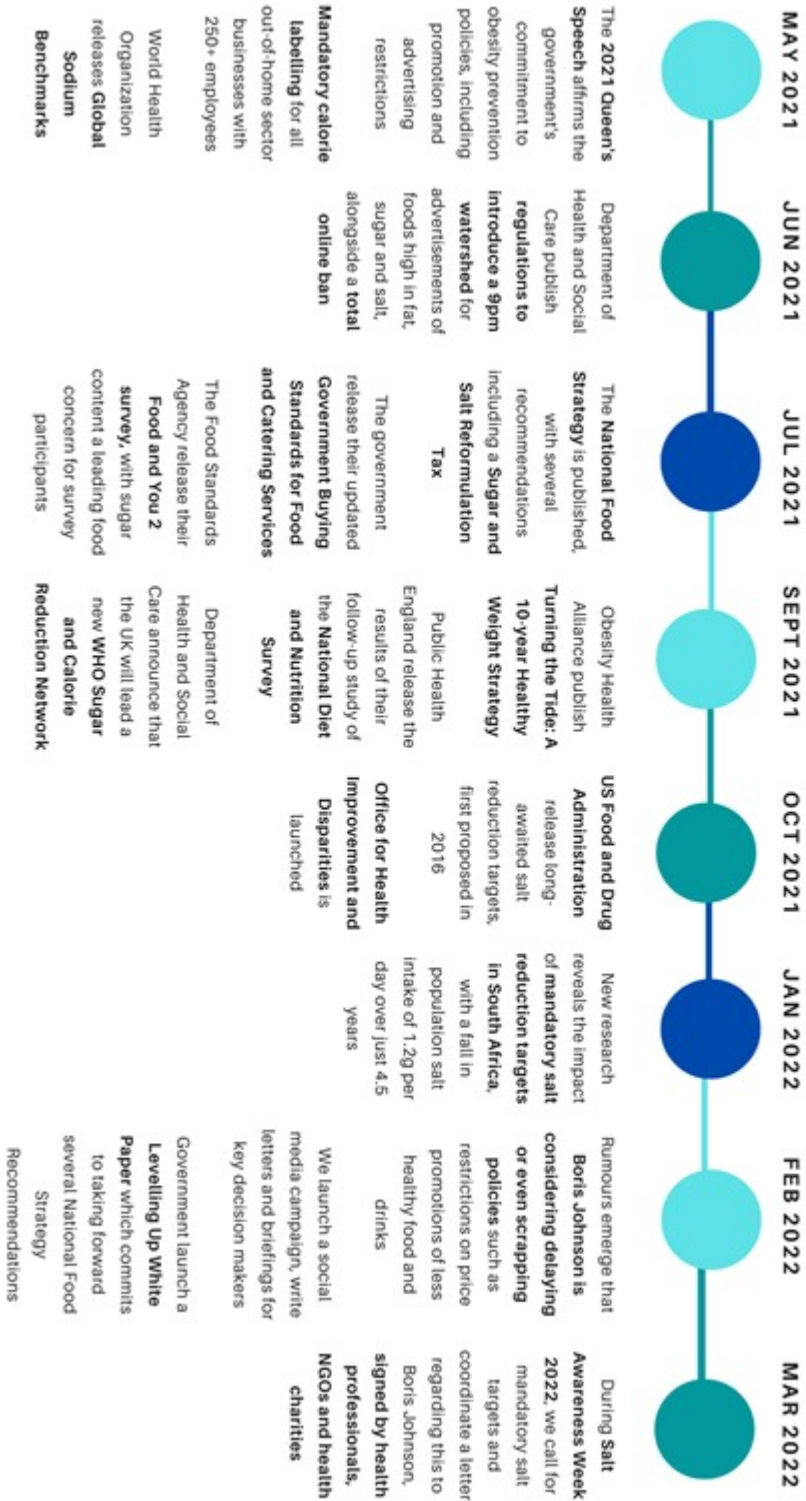 MAY 2021
The 2021 Queen's
Speech affirms the
government's
commitment to
obesity prevention
policies, including
promotion and
advertising
restrictions
Mandatory calorie
labelling for all
out-of-home sector
businesses with
250+ employees
World Health
Organization
releases Global
Sodium
Benchmarks
JUN 2021
Department of
Health and Social
Care publish
regulations to
introduce a 9pm
watershed for
advertisements of
foods high in fat,
sugar and salt,
alongside a total
online ban
JUL 2021
The National Food
Strategy is published,
with several
recommendations
including a Sugar and
Salt Reformulation
Tax
The government
release their updated
Government Buying
Standards for Food
and Catering Services
The Food Standards
Agency release their
Food and You 2
survey, with sugar
content a leading food
concern for survey
participants
SEPT 2021
Obesity Health
Alliance publish
Turning the Tide: A
10-year Healthy
Weight Strategy
Public Health
England release the
results of their
follow-up study of
the National Diet
and Nutrition
Survey
Department of
Health and Social
Care announce that
the UK will lead a
new WHO Sugar
and Calorie
Reduction Network
OCT 2021
US Food and Drug
Administration
release long-
awaited salt
reduction targets,
first proposed in
2016
Office for Health
Improvement and
Disparities is
launched
JAN 2022
New research
reveals the impact
of mandatory salt
reduction targets
in South Africa,
with a fall in
population salt
intake of 1.2g per
day over just 4.5
years
FEB 2022
Rumours emerge that
Boris Johnson is
considering delaying
or even scrapping
policies such as
restrictions on price
promotions of less
healthy food and
drinks
We launch a social
media campaign, write
letters and briefings for
key decision makers
Government launch a
Levelling Up White
Paper which commits
to taking forward
several National Food
Strategy
Recommendations
MAR 2022
During Salt
Awareness Week
2022, we call for
mandatory salt
targets and
coordinate a letter
regarding this to
Boris Johnson,
signed by health
professionals,
NGOs and health
charities